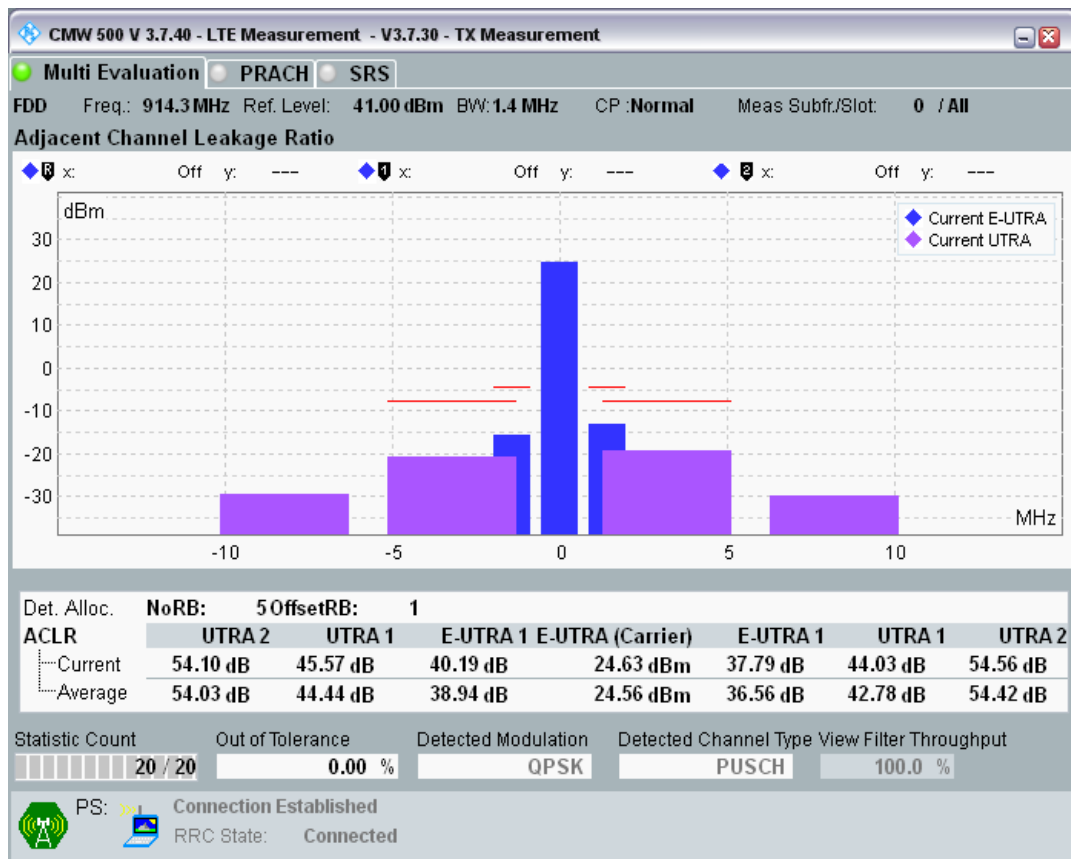 CMW 500 V 3.7.40 - LTE Measurement - V3.7.30 - TX Measurement
Multi Evaluation PRACH SRS
FDD Freq.: 914.3 MHz Ref. Level: 41.00 dBm BW: 1.4 MHz CP :Normal Meas Subfr./Slot: 0 / All
Adjacent Channel Leakage Ratio
R x: Off y: --- 1 x: Off y: --- 2 x: Off y: ---
dBm
Current E-UTRA
Current UTRA
30
20
10
0
-10
-20
-30
MHz
-10 -5 0 5 10
Det. Alloc. NoRB: 5 OffsetRB: 1
ACLR UTRA 2 UTRA 1 E-UTRA 1 E-UTRA (Carrier) E-UTRA 1 UTRA 1 UTRA 2
Current 54.10 dB 45.57 dB 40.19 dB 24.63 dBm 37.79 dB 44.03 dB 54.56 dB
Average 54.03 dB 44.44 dB 38.94 dB 24.56 dBm 36.56 dB 42.78 dB 54.42 dB
Statistic Count Out of Tolerance Detected Modulation Detected Channel Type View Filter Throughput
20 / 20 0.00 % QPSK PUSCH 100.0 %
PS: Connection Established
RRC State: Connected